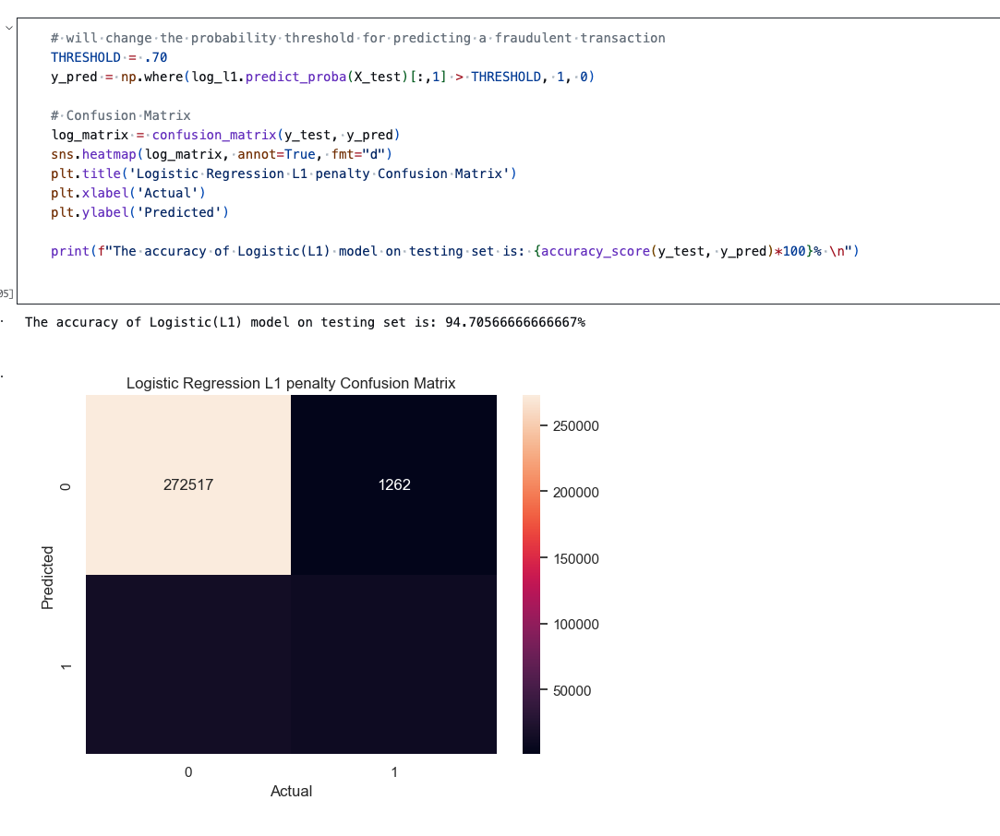 # will change the probability threshold for predicting a fraudulent transaction
THRESHOLD = .70
y_pred = np.where(log_l1.predict_proba(X_test)[:,1] > THRESHOLD, 1, 0)
# Confusion Matrix
log_matrix = confusion_matrix(y_test, y_pred)
sns.heatmap(log_matrix, annot=True, fmt="d")
plt.title('Logistic Regression L1 penalty Confusion Matrix')
plt.xlabel('Actual')
plt.ylabel('Predicted')
print(f"The accuracy of Logistic(L1) model on testing set is: {accuracy_score(y_test, y_pred)*100}% \n")
05]
The accuracy of Logistic(L1) model on testing set is: 94.70566666666667%
Logistic Regression L1 penalty Confusion Matrix
272517
1262
0
1
Predicted
0
1
Actual
250000
200000
150000
100000
50000